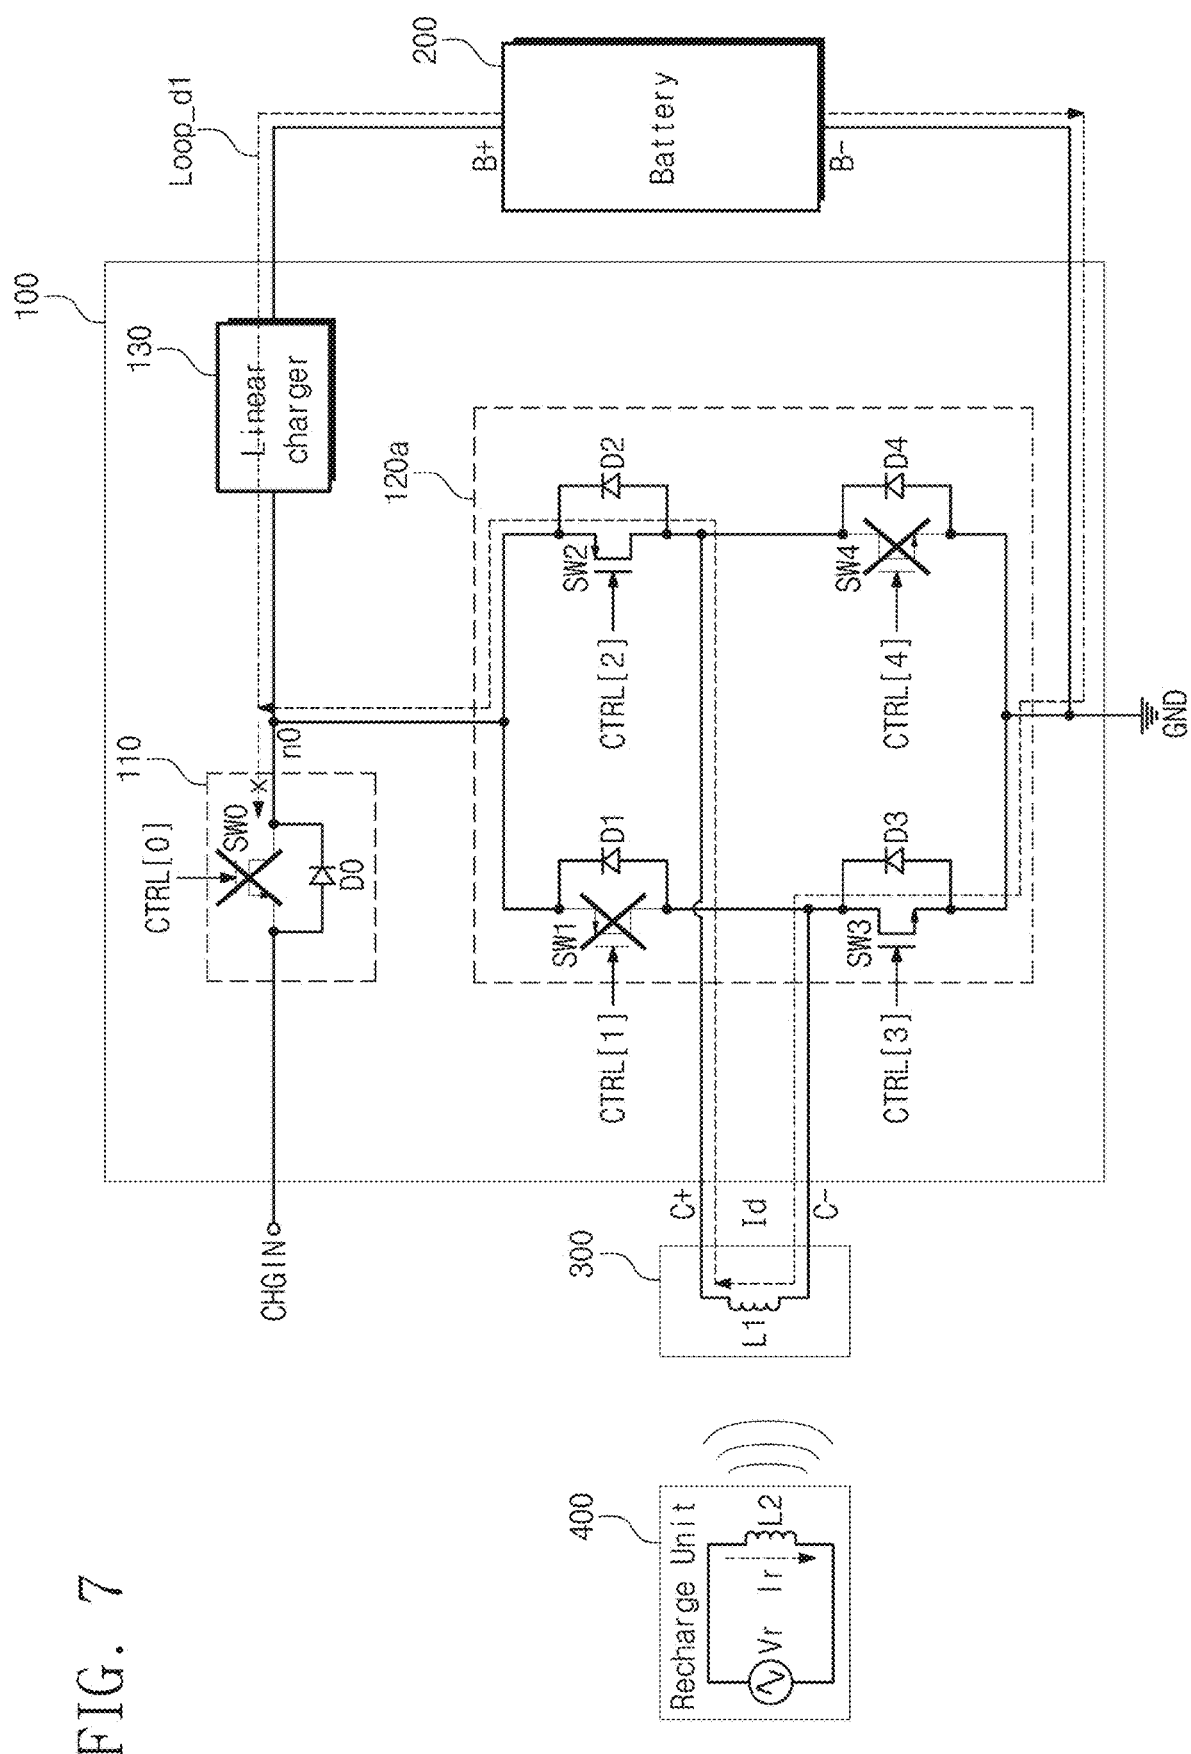 FIG. 7
100
200
Loop_d1
130
Linear
charger
B+
Battery
B-
110
CTRL[0]
SW0
D0
n0
CHGIN
120a
SW2
D2
CTRL[2]
SW4
D4
CTRL[4]
SW1
D1
CTRL[1]
SW3
D3
CTRL[3]
GND
C+
Id
C-
300
L1
400
Recharge Unit
Vr
Ir
L2